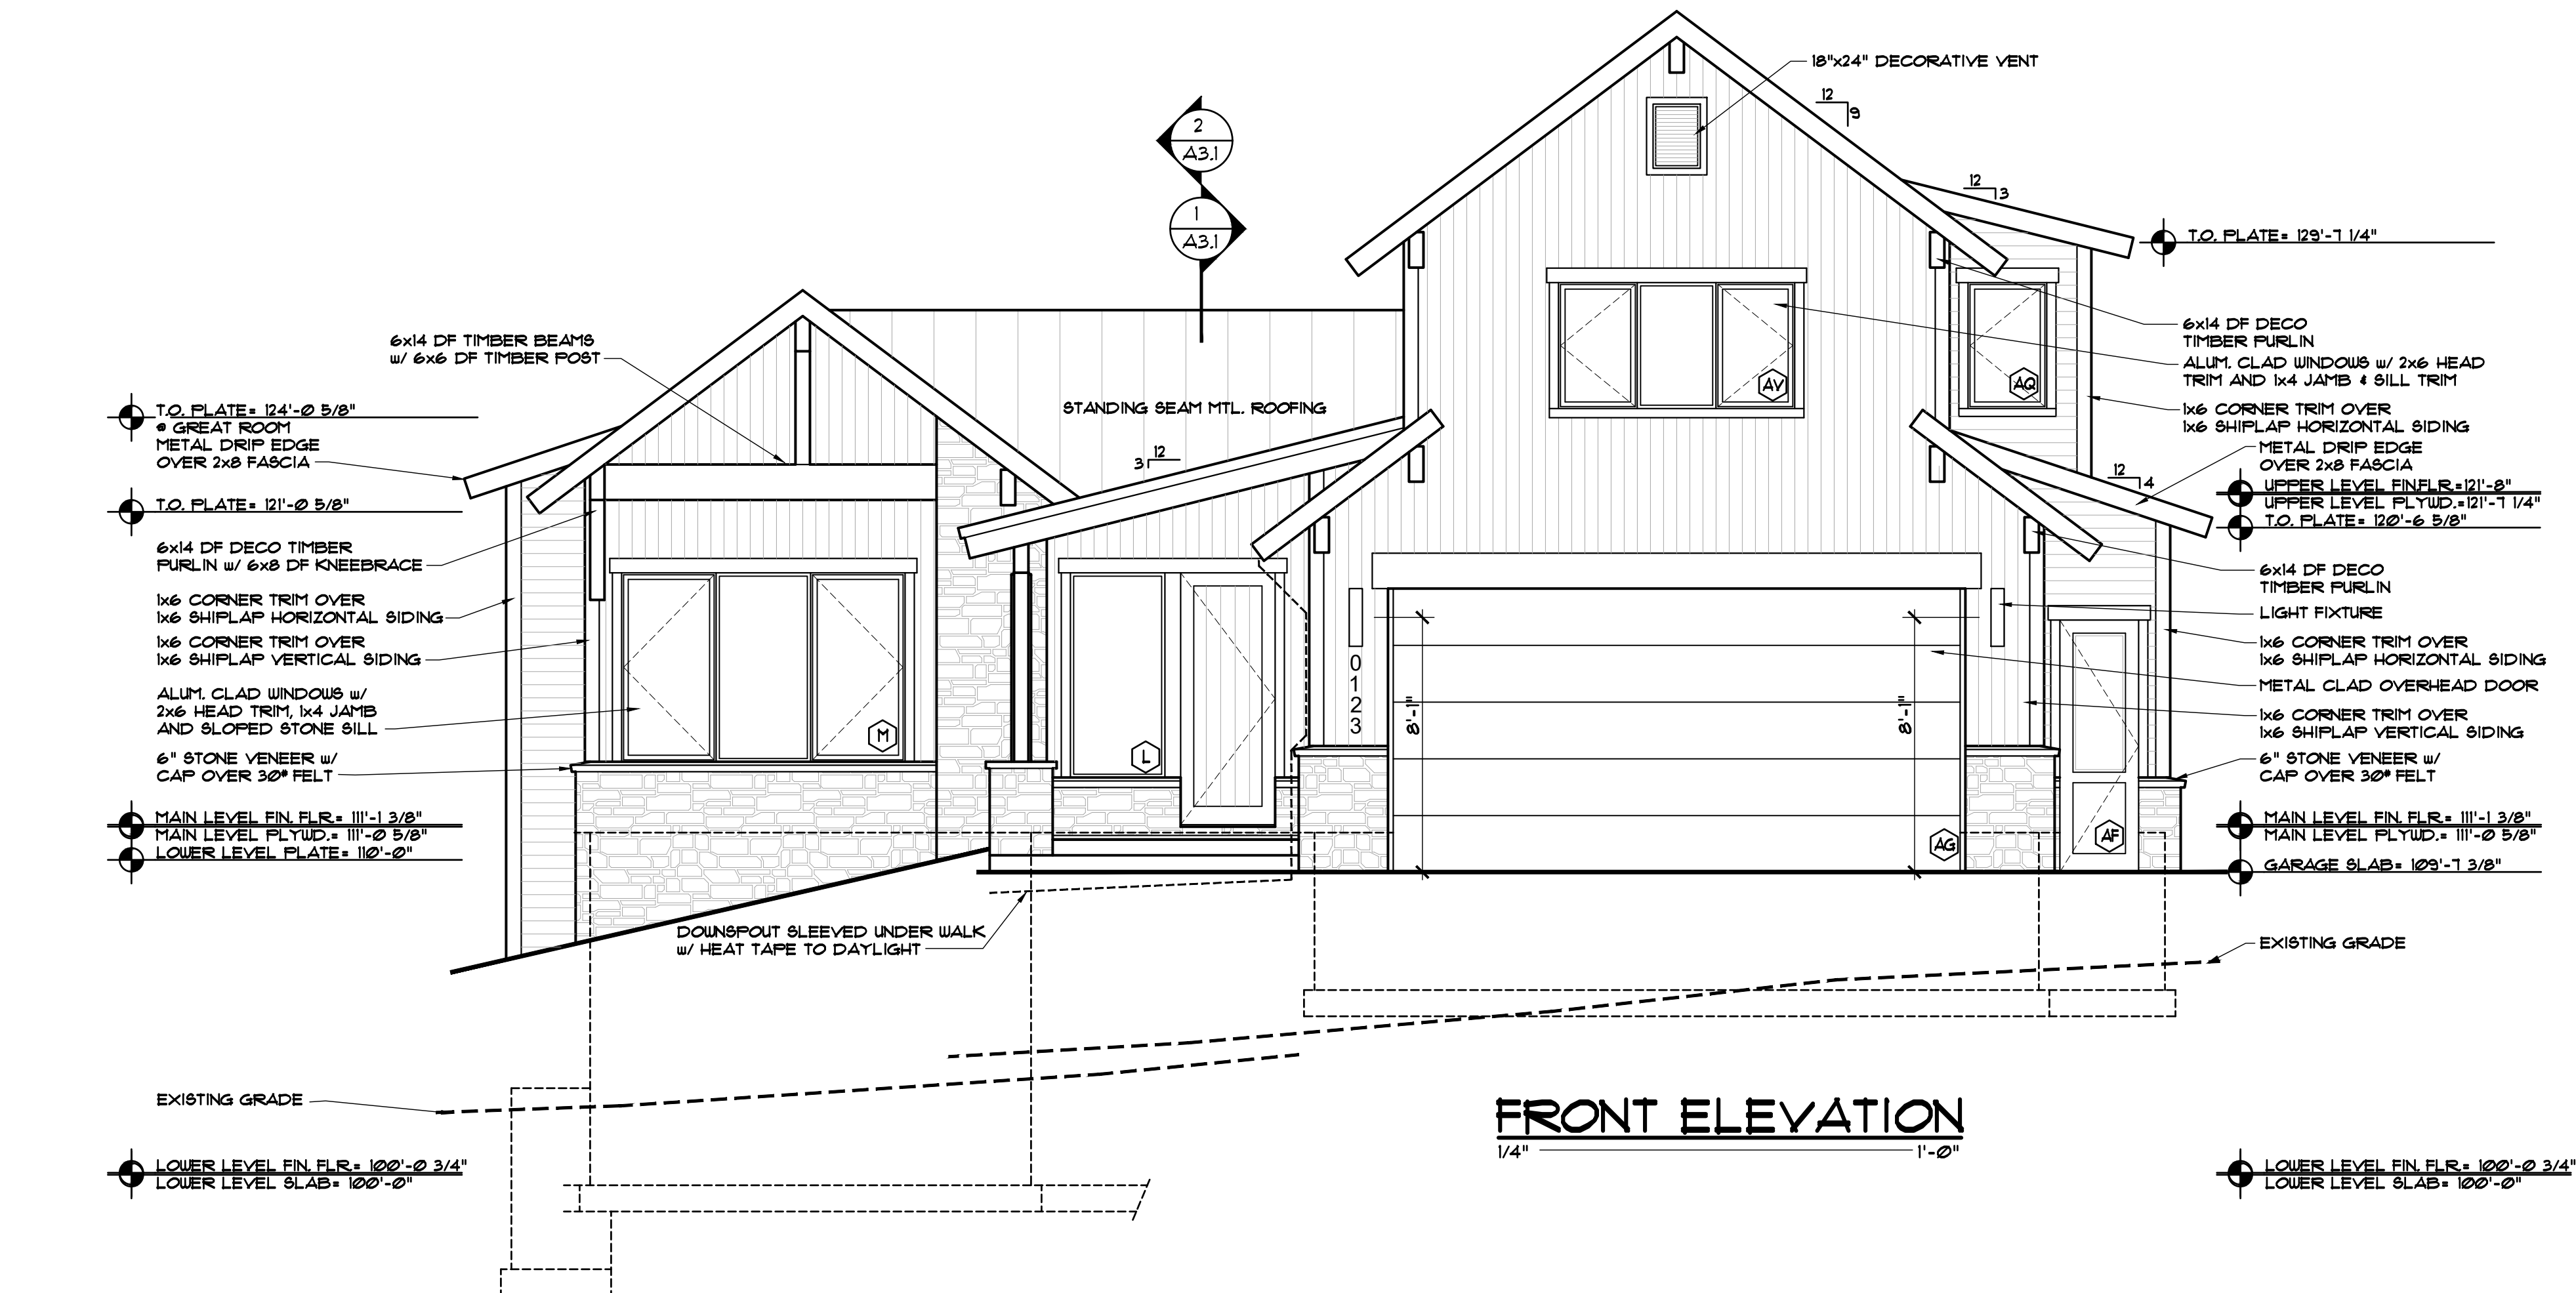 18"x24" DECORATIVE VENT
12
9
2
A3.1
12
3
1
A3.1
T.O. PLATE= 129'-7 1/4"
6x14 DF DECO
TIMBER PURLIN
6x14 DF TIMBER BEAMS
w/ 6x6 DF TIMBER POST
ALUM. CLAD WINDOWS w/ 2x6 HEAD
TRIM AND 1x4 JAMB & SILL TRIM
AV
AQ
T.O. PLATE= 124'-0 5/8"
@ GREAT ROOM
METAL DRIP EDGE
OVER 2x8 FASCIA
STANDING SEAM MTL. ROOFING
1x6 CORNER TRIM OVER
1x6 SHIPLAP HORIZONTAL SIDING
METAL DRIP EDGE
OVER 2x8 FASCIA
12
3
12
4
UPPER LEVEL FIN.FLR.=121'-8"
UPPER LEVEL PLYWD.=121'-7 1/4"
T.O. PLATE= 120'-6 5/8"
T.O. PLATE= 121'-0 5/8"
6x14 DF DECO TIMBER
PURLIN w/ 6x8 DF KNEEBRACE
6x14 DF DECO
TIMBER PURLIN
1x6 CORNER TRIM OVER
1x6 SHIPLAP HORIZONTAL SIDING
LIGHT FIXTURE
1x6 CORNER TRIM OVER
1x6 SHIPLAP VERTICAL SIDING
0
1
2
3
8'-1"
8'-1"
1x6 CORNER TRIM OVER
1x6 SHIPLAP HORIZONTAL SIDING
METAL CLAD OVERHEAD DOOR
ALUM. CLAD WINDOWS w/
2x6 HEAD TRIM, 1x4 JAMB
AND SLOPED STONE SILL
1x6 CORNER TRIM OVER
1x6 SHIPLAP VERTICAL SIDING
M
L
6" STONE VENEER w/
CAP OVER 30# FELT
6" STONE VENEER w/
CAP OVER 30# FELT
MAIN LEVEL FIN. FLR.= 111'-1 3/8"
MAIN LEVEL PLYWD.= 111'-0 5/8"
LOWER LEVEL PLATE= 110'-0"
AG
AF
MAIN LEVEL FIN. FLR.= 111'-1 3/8"
MAIN LEVEL PLYWD.= 111'-0 5/8"
GARAGE SLAB= 109'-7 3/8"
DOWNSPOUT SLEEVED UNDER WALK
w/ HEAT TAPE TO DAYLIGHT
EXISTING GRADE
EXISTING GRADE
FRONT ELEVATION
1/4" 1'-0"
LOWER LEVEL FIN. FLR.= 100'-0 3/4"
LOWER LEVEL SLAB= 100'-0"
LOWER LEVEL FIN. FLR.= 100'-0 3/4"
LOWER LEVEL SLAB= 100'-0"